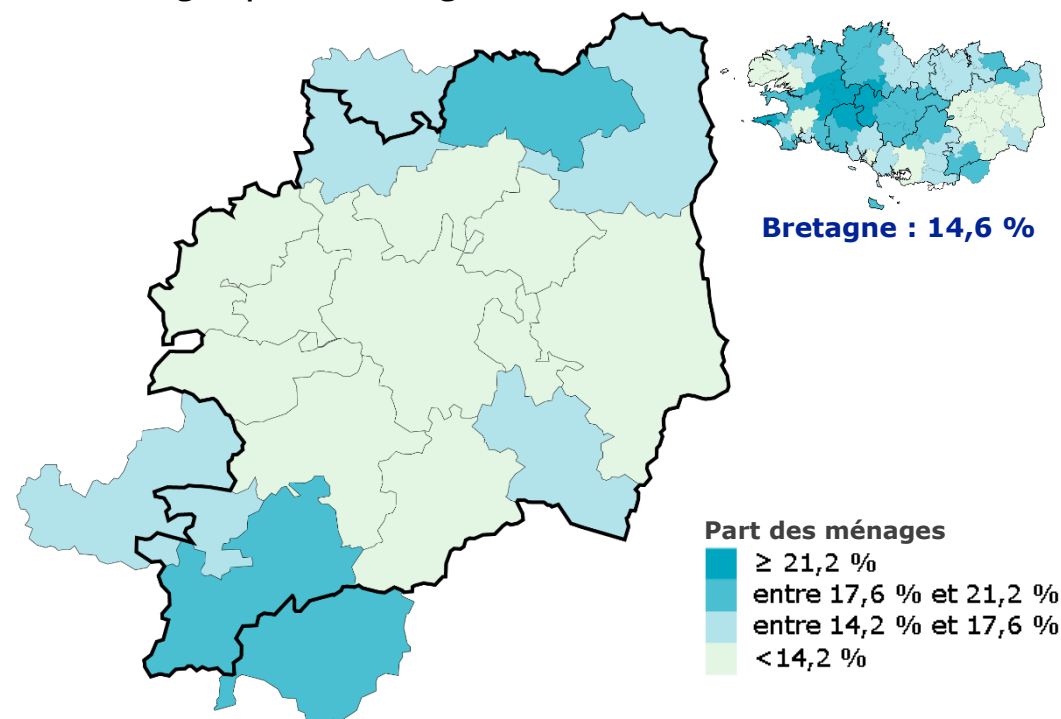 Bretagne : 14,6 %
Part des ménages
≥ 21,2 %
entre 17,6 % et 21,2 %
entre 14,2 % et 17,6 %
<14,2 %